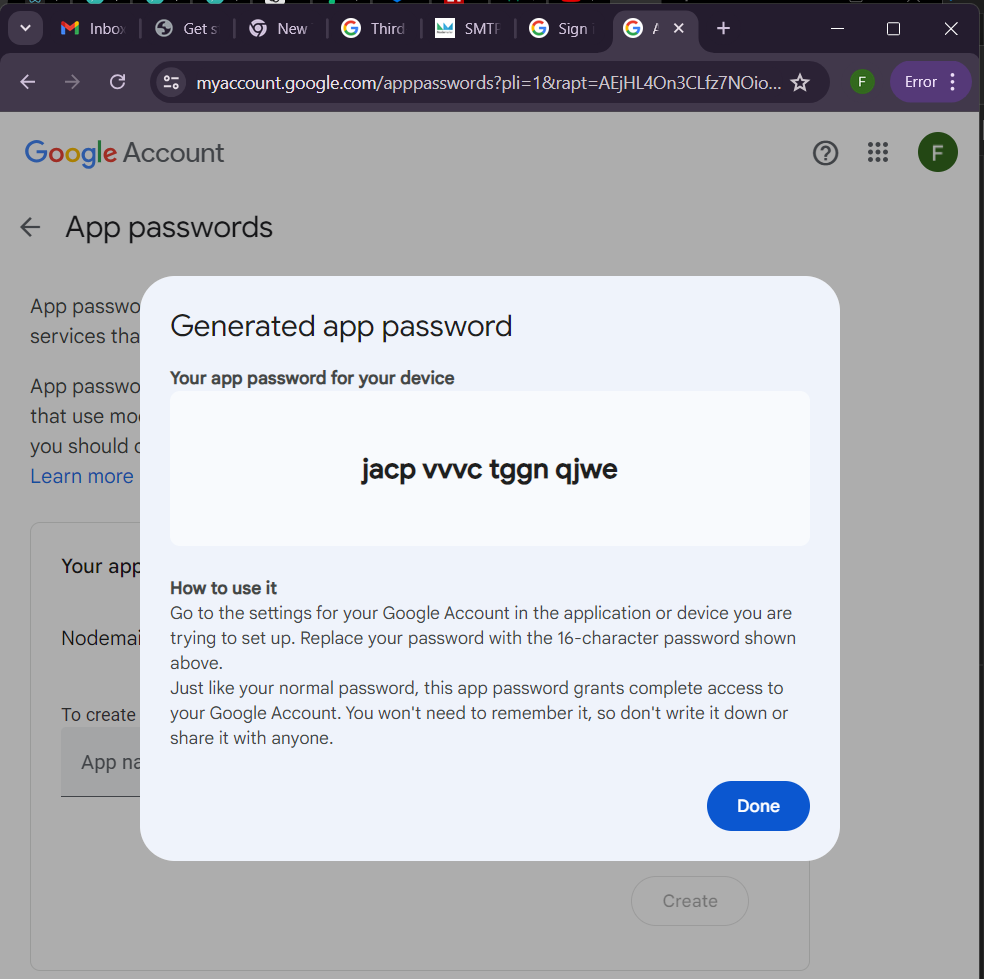 Inbo
Get s
New
Third
SMTP
Sign
myaccount.google.com/apppasswords?pli=1&rapt=AEjHL4On3CLfz7NOio...
F
Error
Google Account
F
App passwords
App passwo
services tha
App passwo
that use mo
you should
Learn more
Your app
Nodemai
To create
App na
Generated app password
Your app password for your device
jacp vvvc tggn qjwe
How to use it
Go to the settings for your Google Account in the application or device you are
trying to set up. Replace your password with the 16-character password shown
above.
Just like your normal password, this app password grants complete access to
your Google Account. You won't need to remember it, so don't write it down or
share it with anyone.
Done
Create